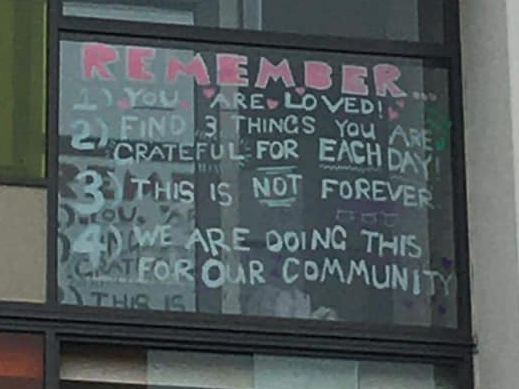 REMEMBER...
1) YOU ARE LOVED!
2) FIND 3 THINGS YOU ARE
GRATEFUL FOR EACH DAY!
3) THIS IS NOT FOREVER
4) WE ARE DOING THIS
FOR OUR COMMUNITY